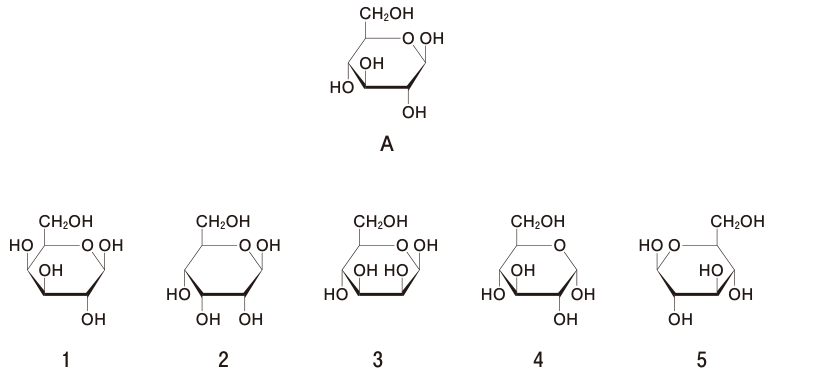 CH₂OH
O OH
OH
HO
OH
A
CH₂OH CH₂OH CH₂OH CH₂OH CH₂OH
HO O OH O OH O OH O HO O
OH OH HO OH HO
HO HO HO OH OH
OH OH OH OH OH
1 2 3 4 5